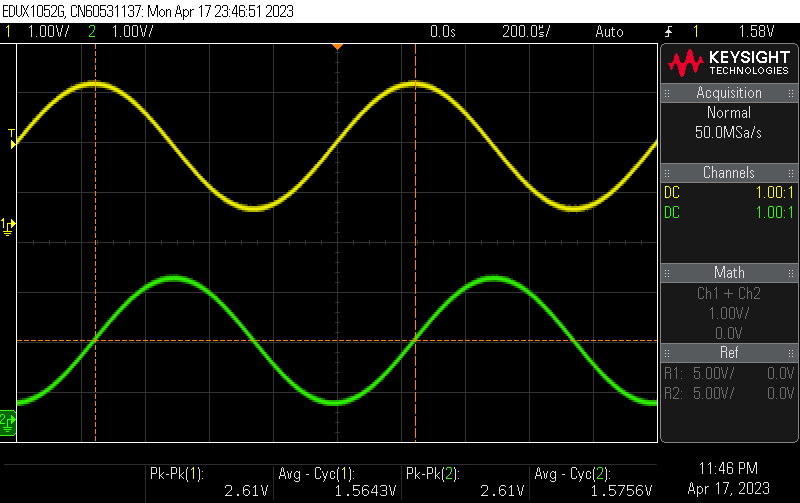 EDUX1052G, CN60531137: Mon Apr 17 23:46:51 2023
1 1.00V/ 2 1.00V/ 0.0s 200.0㎲/ Auto 1 1.58V
KEYSIGHT
TECHNOLOGIES
Acquisition
Normal
50.0MSa/s
Channels
DC 1.00:1
DC 1.00:1
Math
Ch1 + Ch2
1.00V/
0.0V
Ref
R1: 5.00V/ 0.0V
R2: 5.00V/ 0.0V
T
1
2
Pk-Pk(1): Avg - Cyc(1): Pk-Pk(2): Avg - Cyc(2):
2.61V 1.5643V 2.61V 1.5756V
11:46 PM
Apr 17, 2023